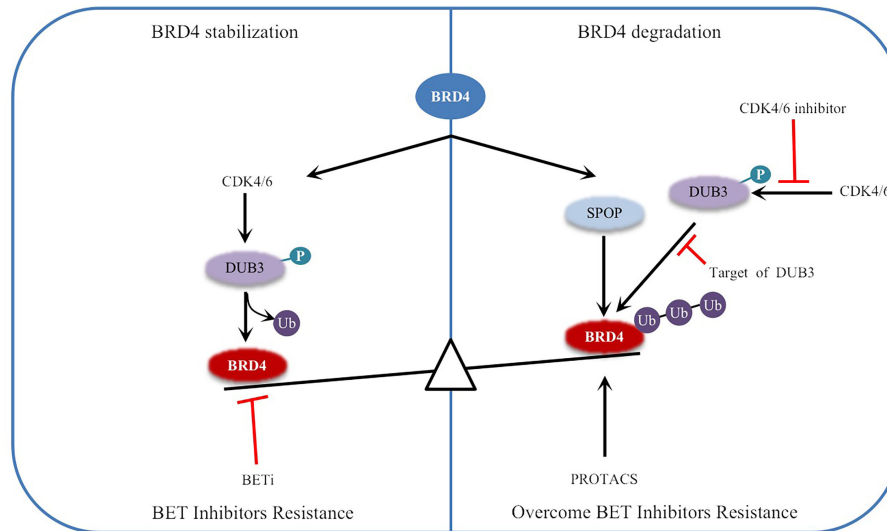 BRD4 stabilization
BRD4 degradation
BRD4
CDK4/6 inhibitor
CDK4/6
P
DUB3
CDK4/6
SPOP
DUB3
P
Target of DUB3
Ub
Ub
Ub
Ub
BRD4
BRD4
BETi
PROTACS
BET Inhibitors Resistance
Overcome BET Inhibitors Resistance